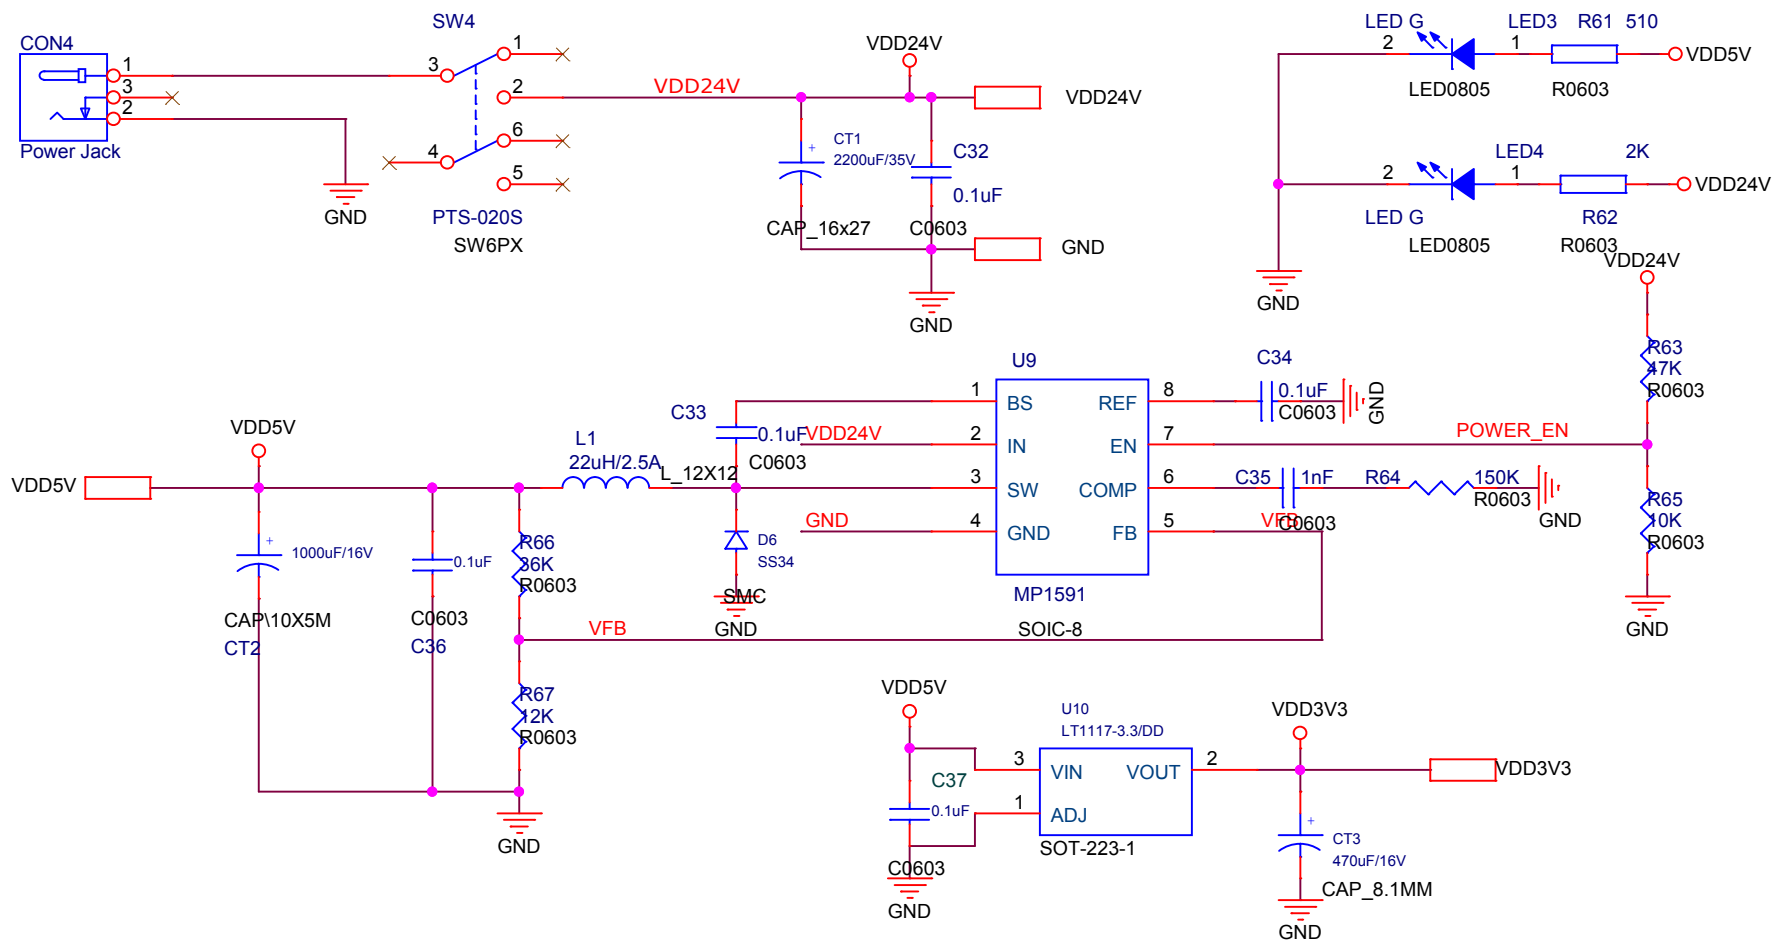 CON4
1
3
2
Power Jack
GND
SW4
3
1
2
4
6
5
PTS-020S
SW6PX
VDD24V
VDD24V
VDD24V
CT1
2200uF/35V
+
CAP_16x27
C32
0.1uF
C0603
GND
GND
LED G
LED3
R61
510
2
1
VDD5V
LED0805
R0603
LED4
2K
2
1
VDD24V
LED G
R62
LED0805
R0603
GND
VDD24V
R63
47K
R0603
POWER_EN
R65
10K
R0603
GND
U9
1
BS
REF
8
2
IN
EN
7
3
SW
COMP
6
4
GND
FB
5
MP1591
SOIC-8
C34
0.1uF
C0603
GND
C35
1nF
C0603
R64
150K
R0603
GND
VFB
C33
0.1uF
C0603
VDD24V
GND
L1
22uH/2.5A
L_12X12
D6
SS34
SMC
GND
VDD5V
VDD5V
+
1000uF/16V
CAP\10X5M
CT2
0.1uF
C0603
C36
R66
36K
R0603
VFB
R67
12K
R0603
GND
VDD5V
C37
0.1uF
C0603
GND
U10
LT1117-3.3/DD
3
VIN
VOUT
2
1
ADJ
SOT-223-1
VDD3V3
VDD3V3
+
CT3
470uF/16V
CAP_8.1MM
GND